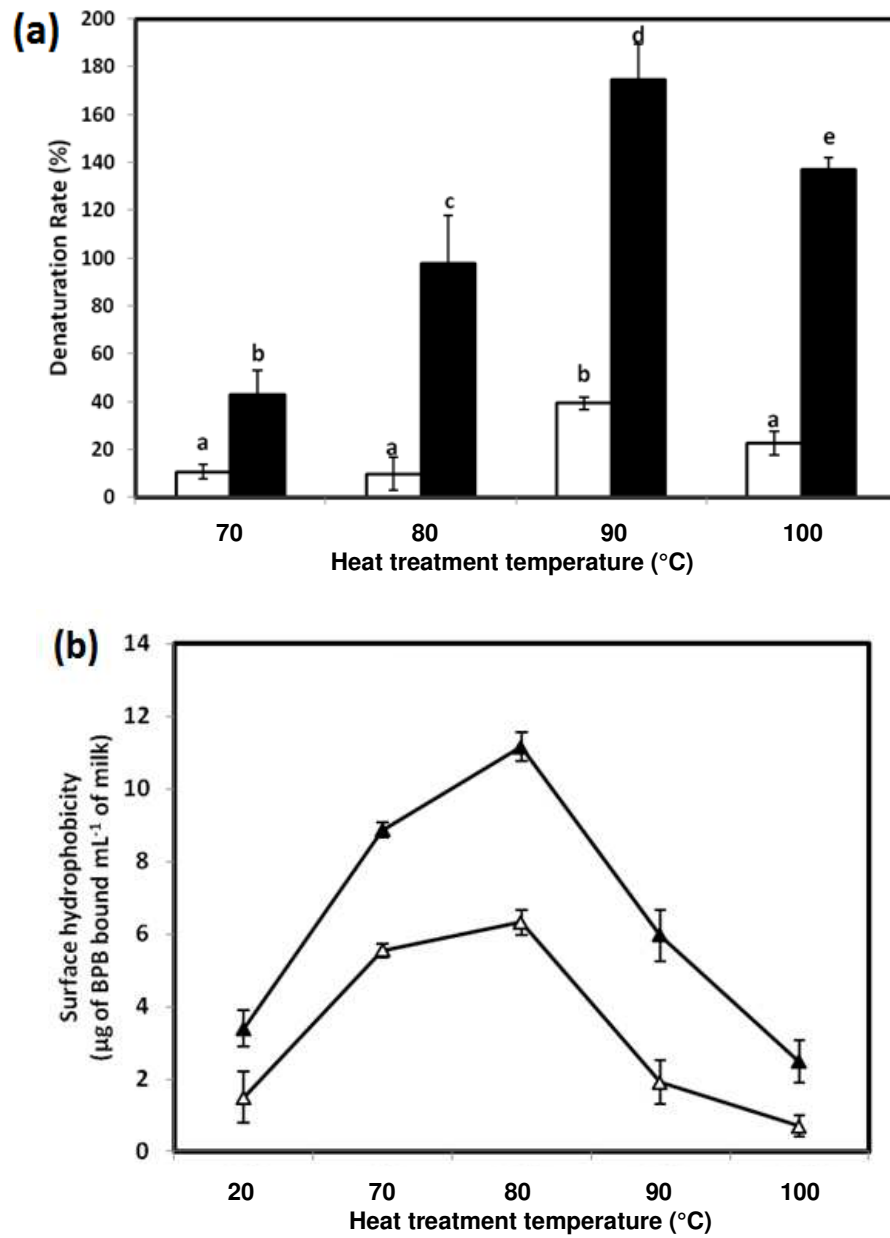 (a)
Denaturation Rate (%)
200
180
160
140
120
100
80
60
40
20
0
a
b
a
c
b
d
a
e
70 80 90 100
Heat treatment temperature (°C)
(b)
Surface hydrophobicity
(µg of BPB bound mL⁻¹ of milk)
14
12
10
8
6
4
2
0
20 70 80 90 100
Heat treatment temperature (°C)